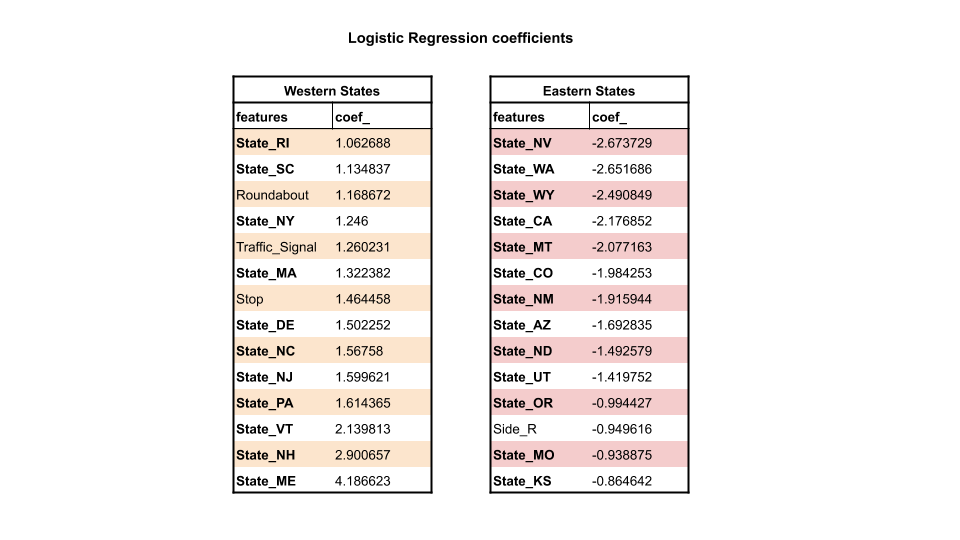 Logistic Regression coefficients
Western States
features coef_
State_RI 1.062688
State_SC 1.134837
Roundabout 1.168672
State_NY 1.246
Traffic_Signal 1.260231
State_MA 1.322382
Stop 1.464458
State_DE 1.502252
State_NC 1.56758
State_NJ 1.599621
State_PA 1.614365
State_VT 2.139813
State_NH 2.900657
State_ME 4.186623
Eastern States
features coef_
State_NV -2.673729
State_WA -2.651686
State_WY -2.490849
State_CA -2.176852
State_MT -2.077163
State_CO -1.984253
State_NM -1.915944
State_AZ -1.692835
State_ND -1.492579
State_UT -1.419752
State_OR -0.994427
Side_R -0.949616
State_MO -0.938875
State_KS -0.864642